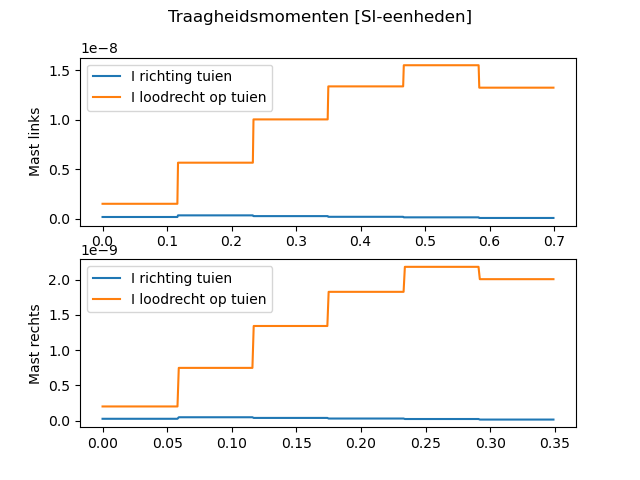 Traagheidsmomenten [SI-eenheden]
1e−8
I richting tuien
I loodrecht op tuien
Mast links
1.5
1.0
0.5
0.0
0.0 0.1 0.2 0.3 0.4 0.5 0.6 0.7
1e−9
I richting tuien
I loodrecht op tuien
Mast rechts
2.0
1.5
1.0
0.5
0.0
0.00 0.05 0.10 0.15 0.20 0.25 0.30 0.35